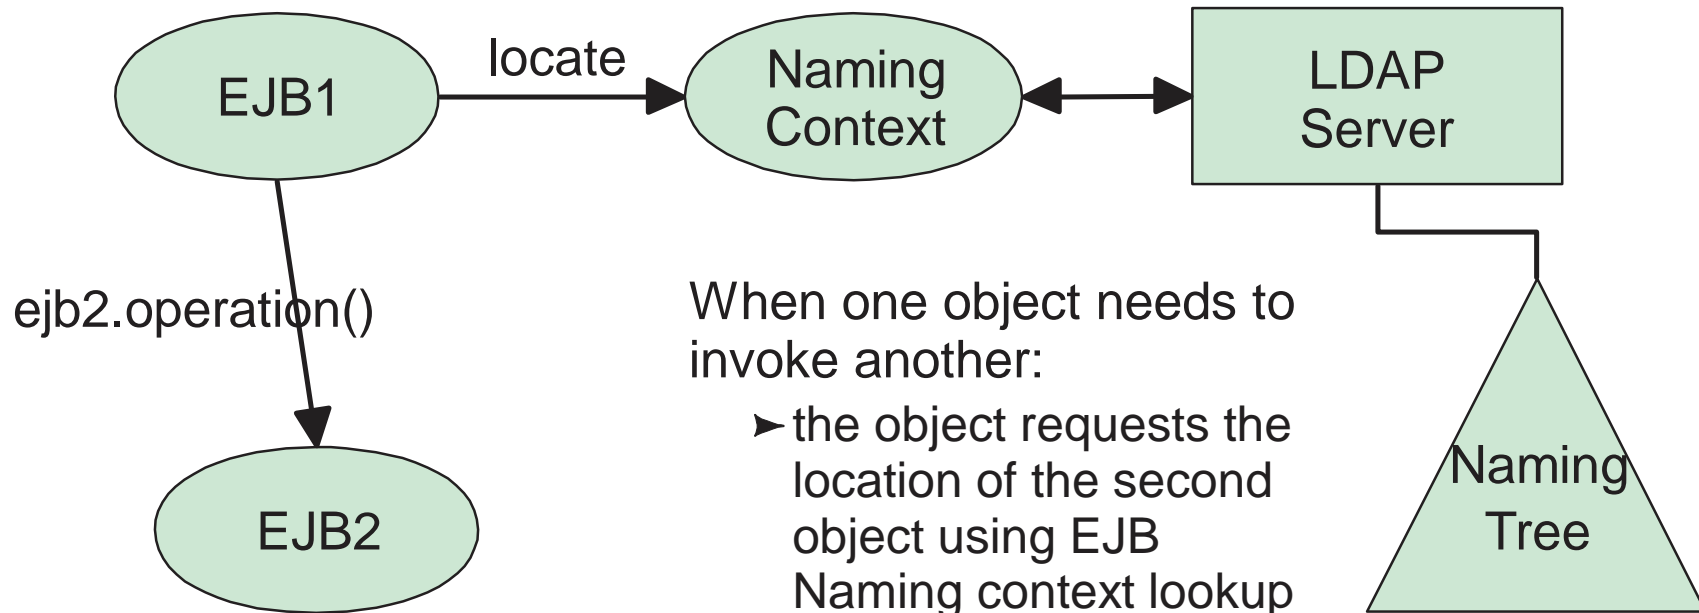 EJB1
locate
Naming
Context
LDAP
Server
ejb2.operation()
EJB2
When one object needs to
invoke another:
➢ the object requests the
location of the second
object using EJB
Naming context lookup
Naming
Tree